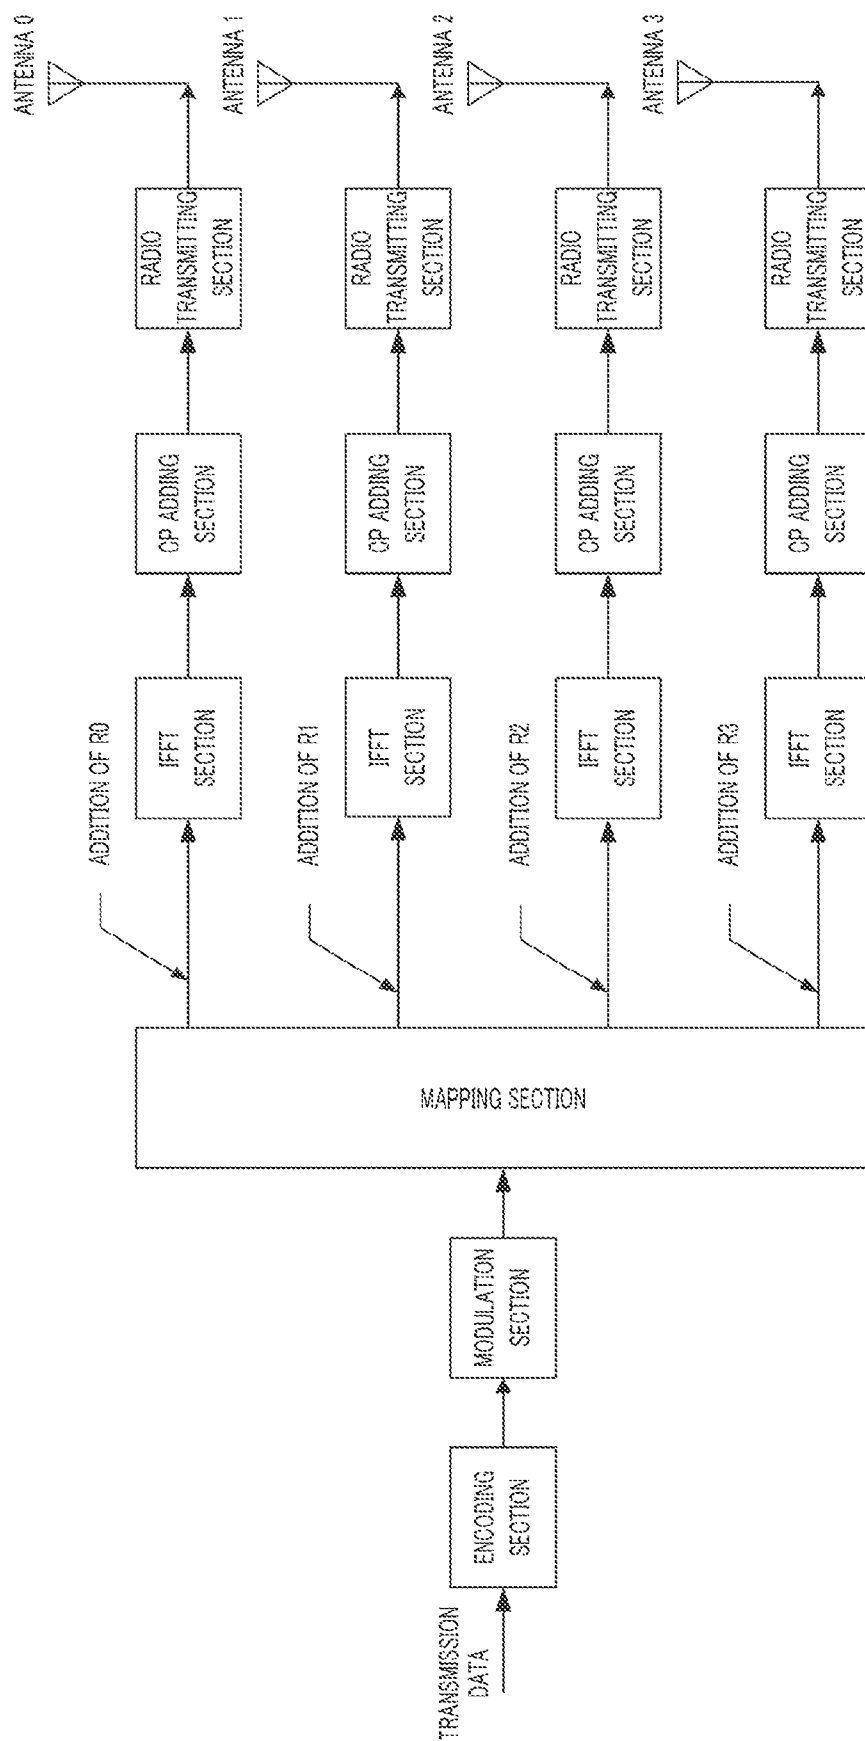 TRANSMISSION
DATA
ENCODING
SECTION
MODULATION
SECTION
MAPPING SECTION
ADDITION OF R0
IFFT
SECTION
CP ADDING
SECTION
RADIO
TRANSMITTING
SECTION
ANTENNA 0
ADDITION OF R1
IFFT
SECTION
CP ADDING
SECTION
RADIO
TRANSMITTING
SECTION
ANTENNA 1
ADDITION OF R2
IFFT
SECTION
CP ADDING
SECTION
RADIO
TRANSMITTING
SECTION
ANTENNA 2
ADDITION OF R3
IFFT
SECTION
CP ADDING
SECTION
RADIO
TRANSMITTING
SECTION
ANTENNA 3